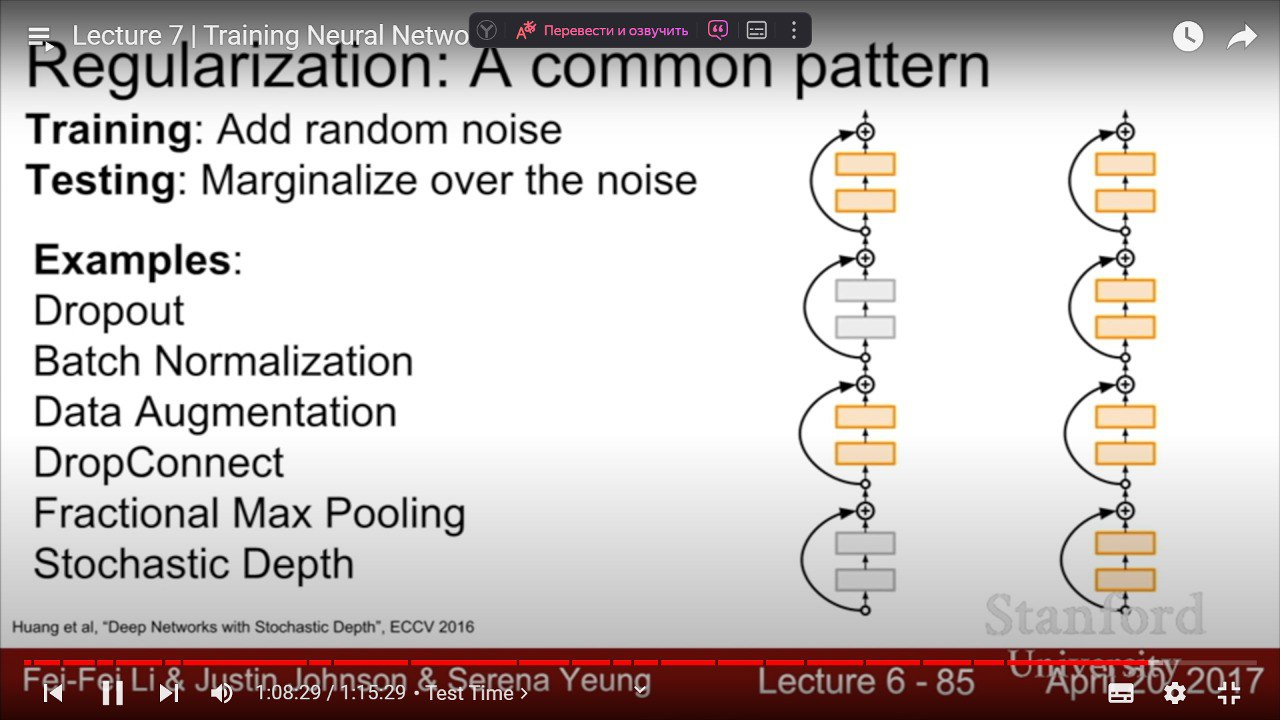 Lecture 7 | Training Neural Netwo
Перевести и озвучить
Regularization: A common pattern
Training: Add random noise
Testing: Marginalize over the noise
Examples:
Dropout
Batch Normalization
Data Augmentation
DropConnect
Fractional Max Pooling
Stochastic Depth
Huang et al, “Deep Networks with Stochastic Depth”, ECCV 2016
Stanford
University
Fei-Fei Li & Justin Johnson & Serena Yeung
Lecture 6 - 85
April 20, 2017
1:08:29 / 1:15:29 • Test Time ›